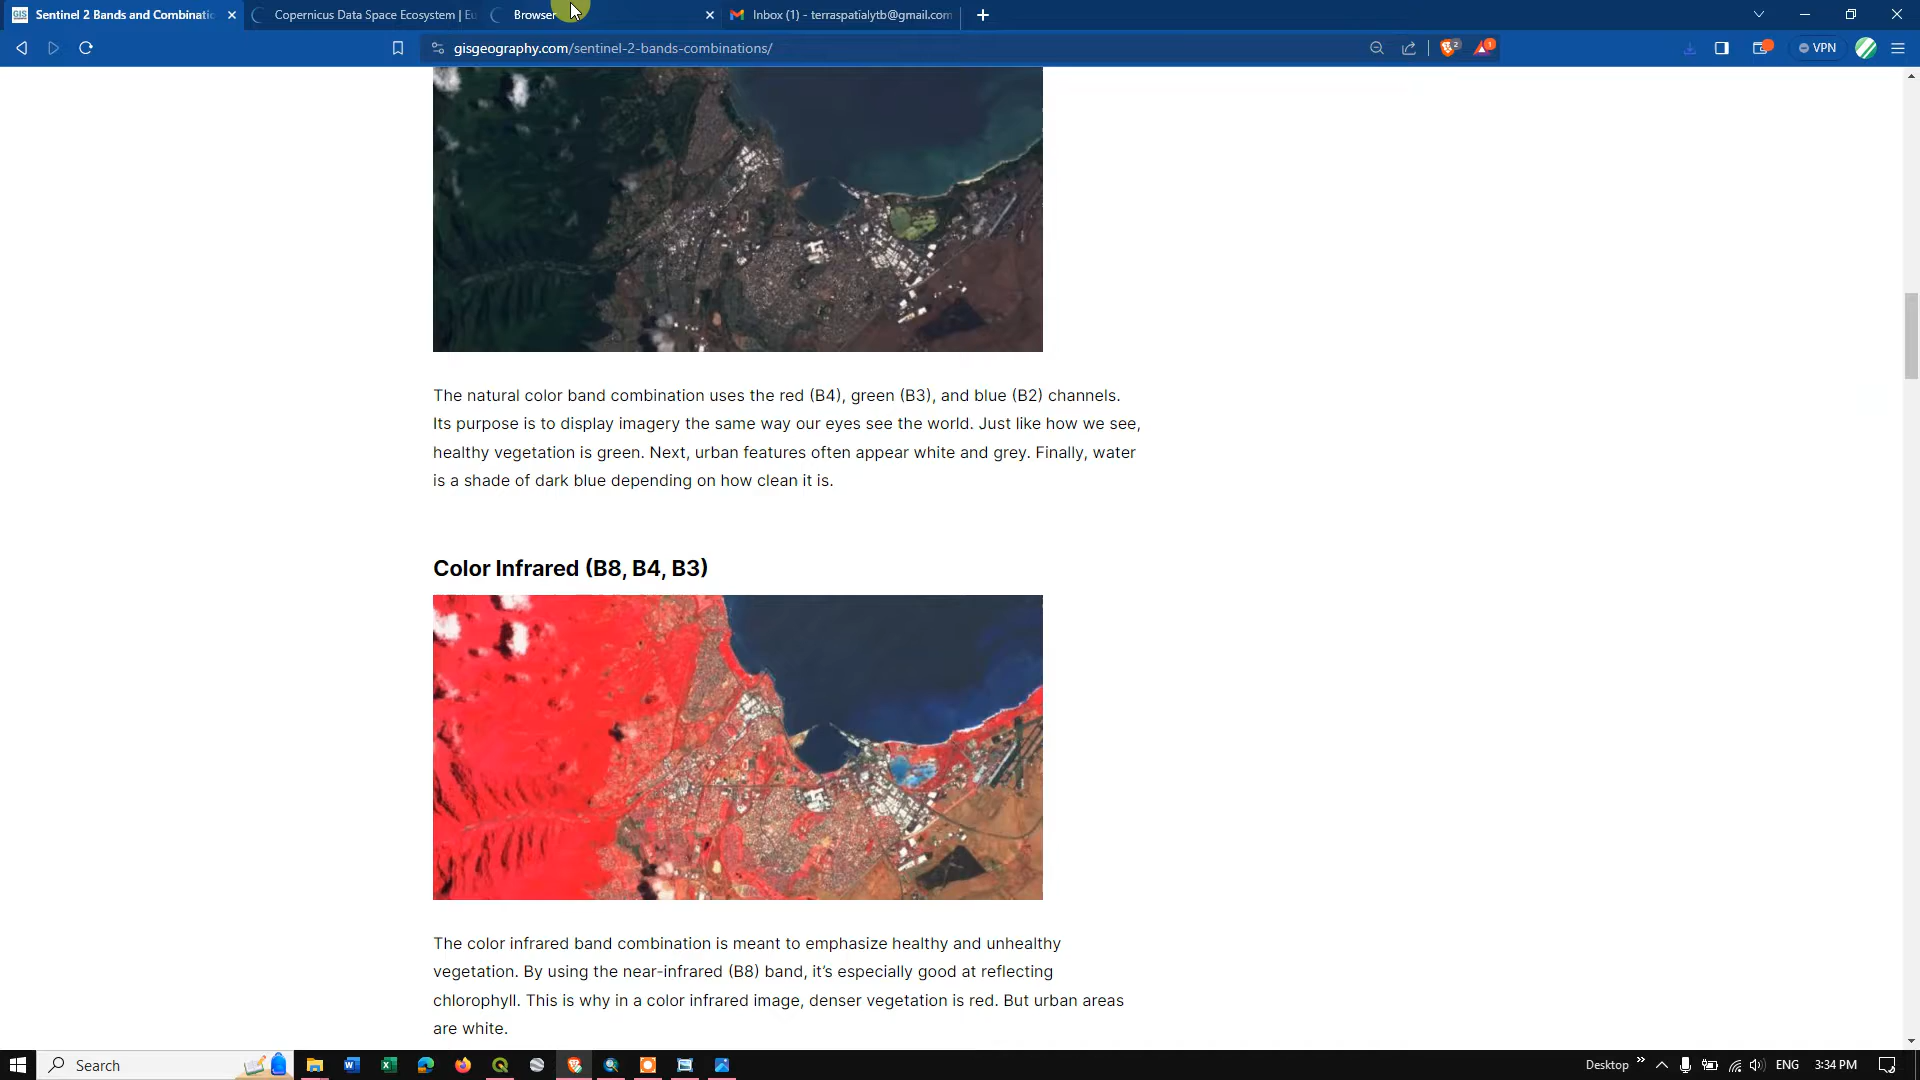 GIS Sentinel 2 Bands and Combinatio
Copernicus Data Space Ecosystem | Eu
Browser
Inbox (1) - terraspatialytb@gmail.com
gisgeography.com/sentinel-2-bands-combinations/
2
1
VPN
The natural color band combination uses the red (B4), green (B3), and blue (B2) channels.
Its purpose is to display imagery the same way our eyes see the world. Just like how we see,
healthy vegetation is green. Next, urban features often appear white and grey. Finally, water
is a shade of dark blue depending on how clean it is.
Color Infrared (B8, B4, B3)
The color infrared band combination is meant to emphasize healthy and unhealthy
vegetation. By using the near-infrared (B8) band, it’s especially good at reflecting
chlorophyll. This is why in a color infrared image, denser vegetation is red. But urban areas
are white.
Search
Desktop
ENG
3:34 PM